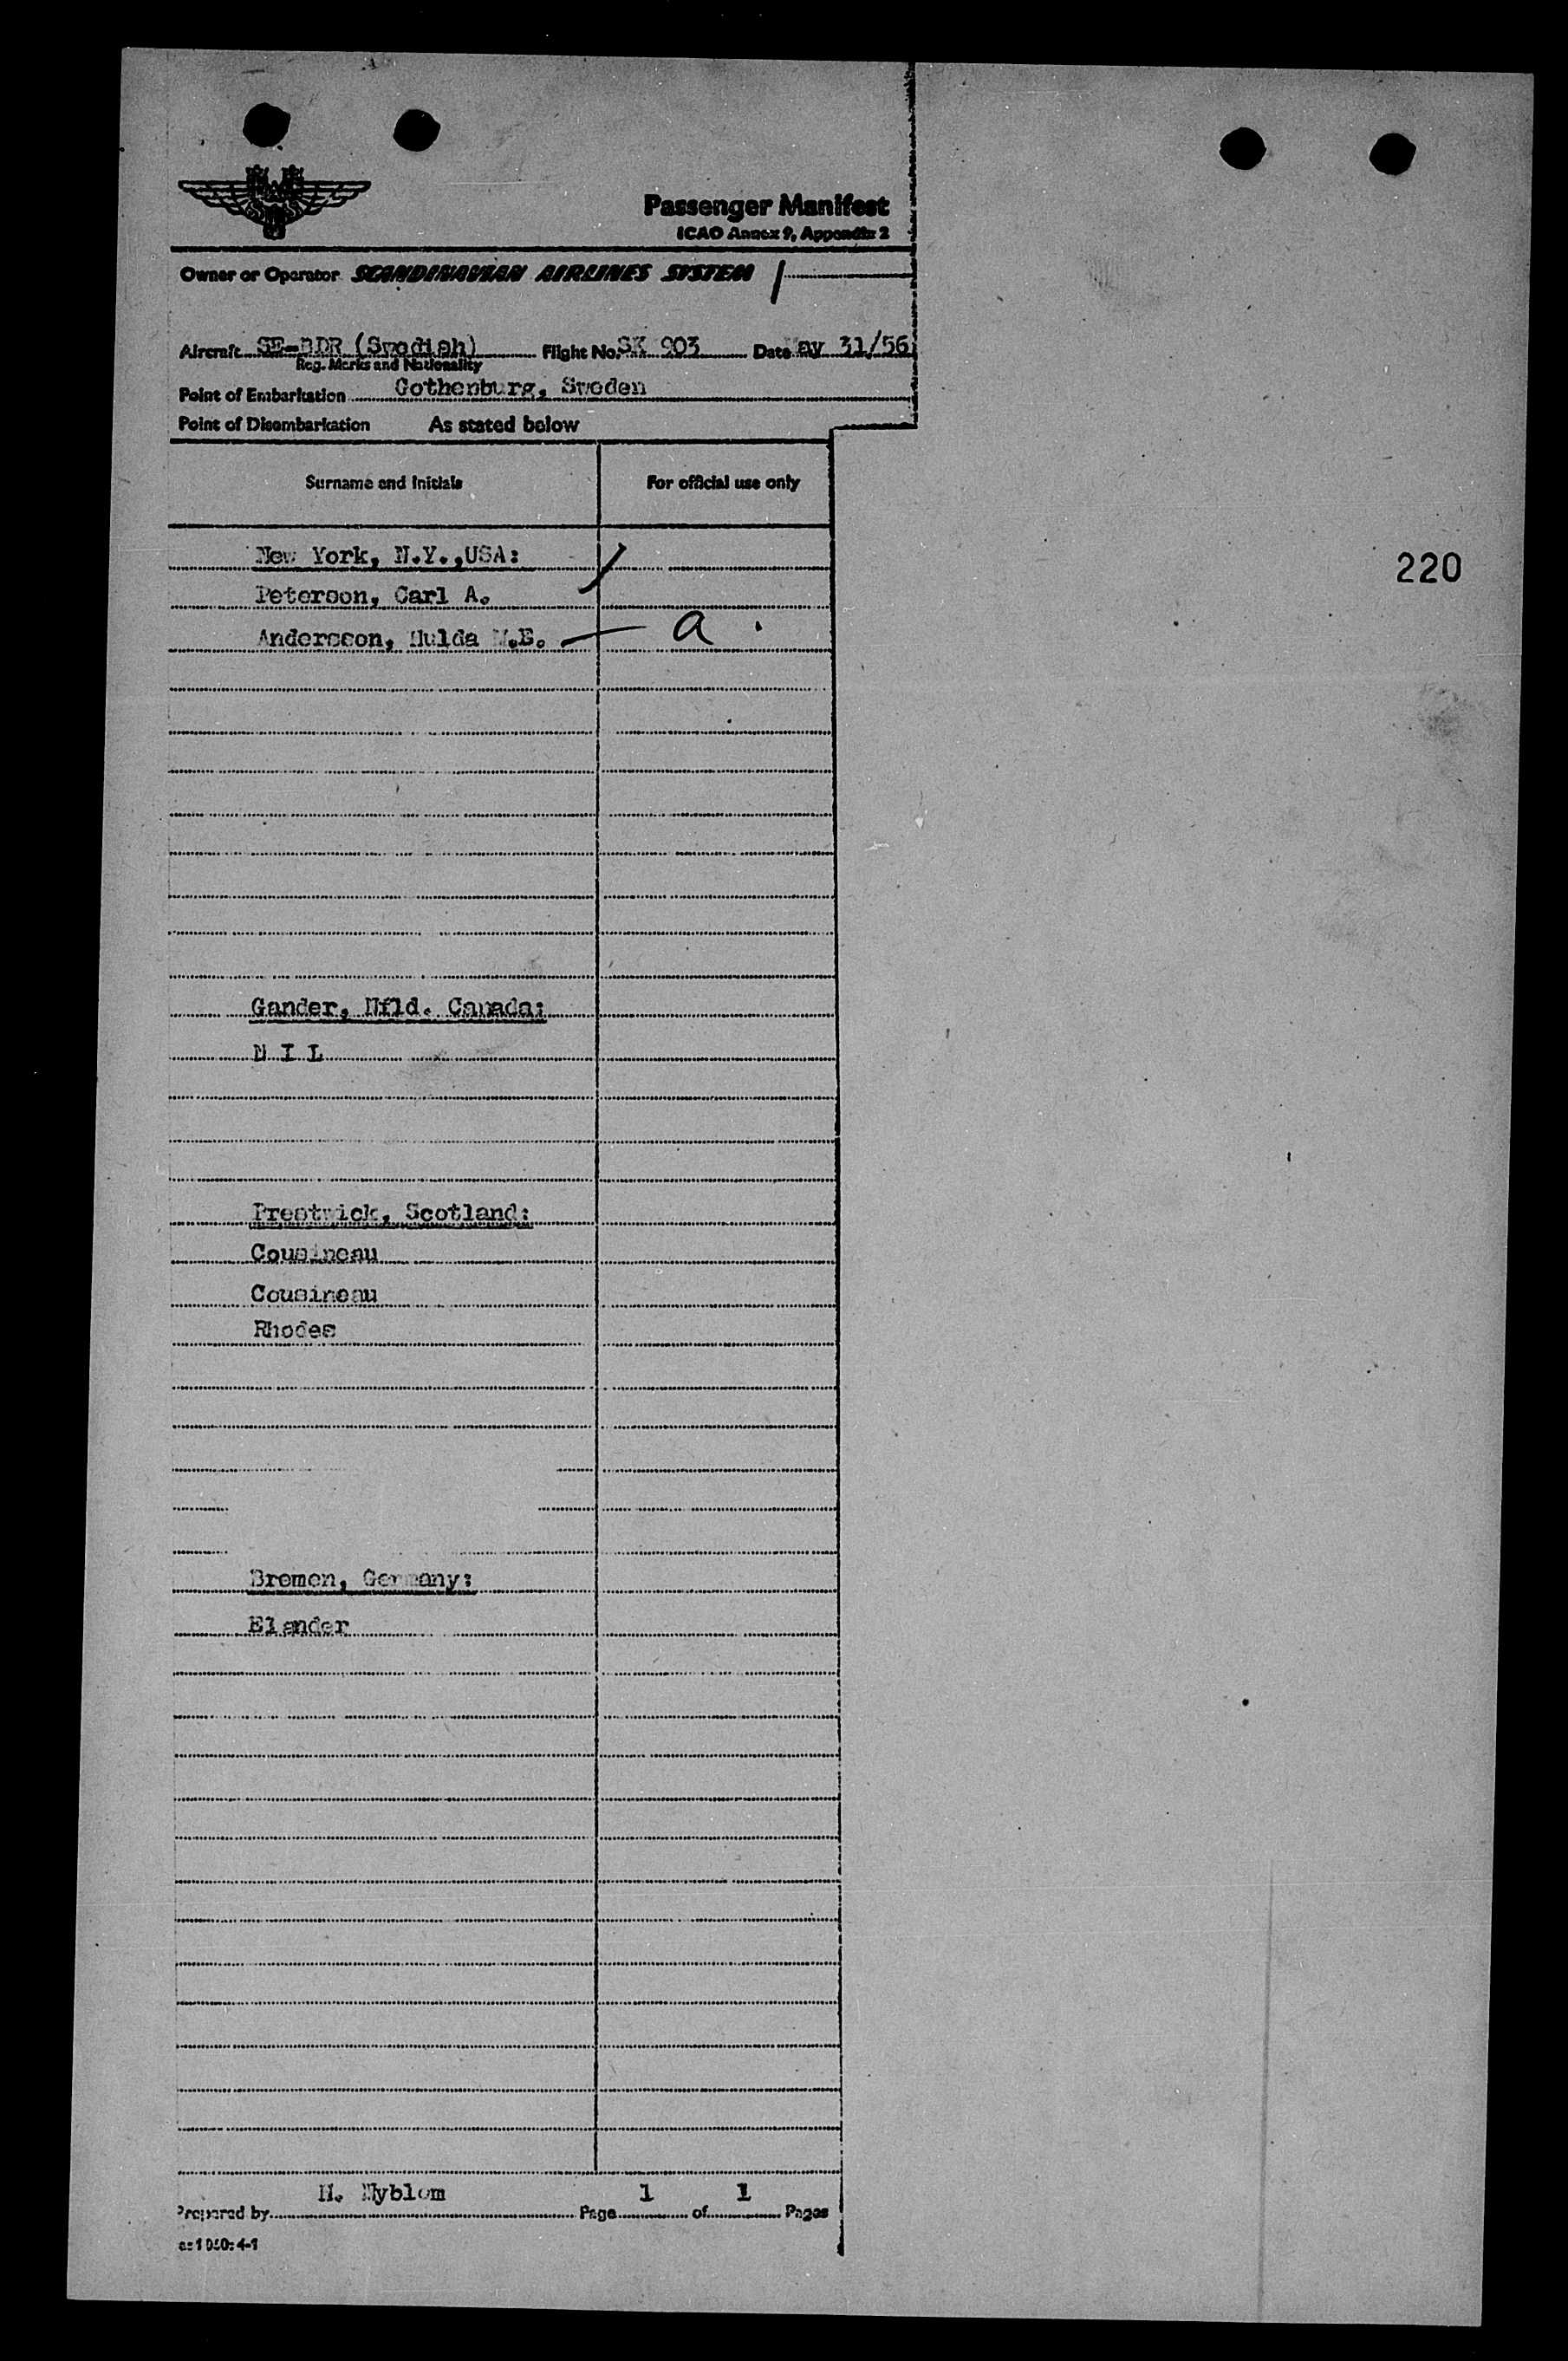 Passenger Manifest
ICAO Annex 9, Appendix 2
Owner or Operator SCANDINAVIAN AIRLINES SYSTEM
Aircraft SE-BDR (Swedish) Flight No. SK 903 Date May 31/56
Reg. Marks and Nationality
Point of Embarkation Gothenburg, Sweden
Point of Disembarkation As stated below
Surname and Initials For official use only
New York, N.Y.,USA:
220
Peterson, Carl A.
Andersson, Hulda M.E. — a
Gander, Nfld. Canada:
N I L
Prestwick, Scotland:
Cousineau
Cousineau
Rhodes
Bremen, Germany:
Elander
H. Nyblom 1 1
Prepared by Page of Pages